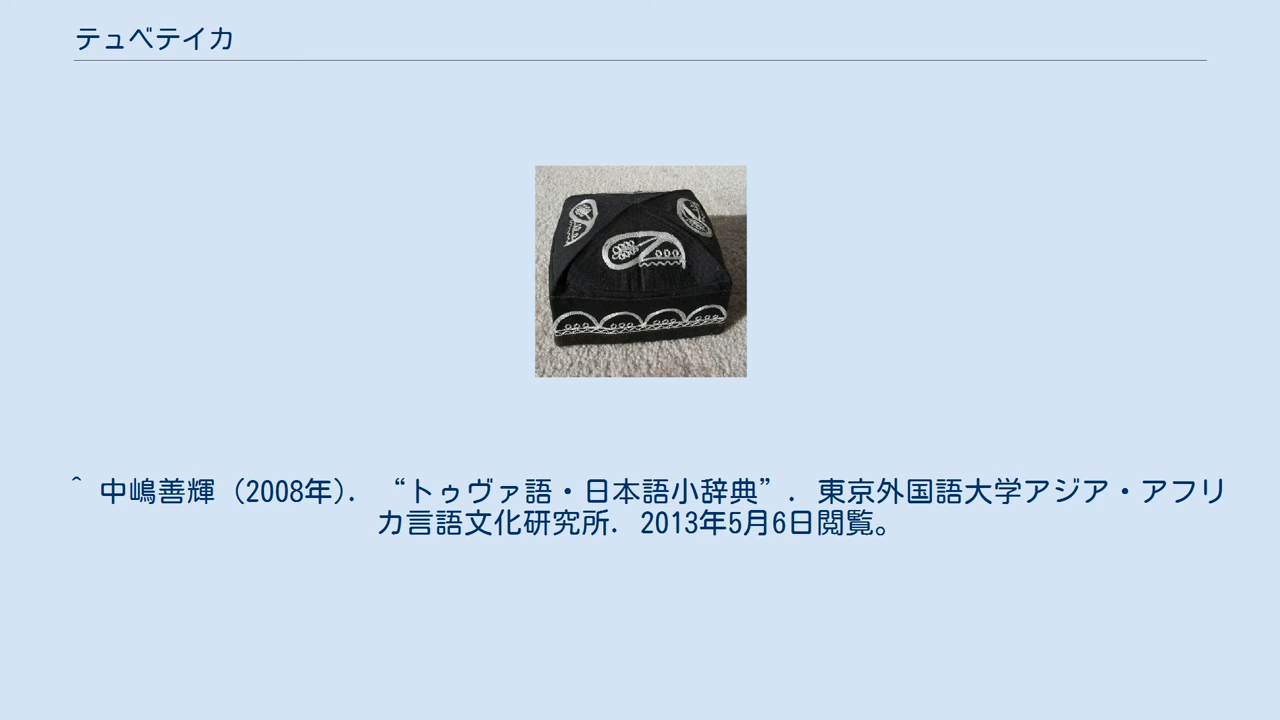 テュベテイカ
^ 中嶋善輝（2008年）. “トゥヴァ語・日本語小辞典”. 東京外国語大学アジア・アフリ
カ言語文化研究所. 2013年5月6日閲覧。